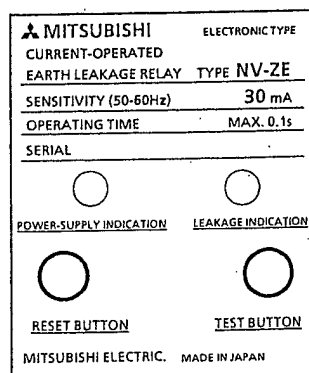 MITSUBISHI ELECTRONIC TYPE
CURRENT-OPERATED
EARTH LEAKAGE RELAY TYPE NV-ZE
SENSITIVITY (50-60Hz) 30 mA
OPERATING TIME MAX. 0.1s
SERIAL
POWER-SUPPLY INDICATION LEAKAGE INDICATION
RESET BUTTON TEST BUTTON
MITSUBISHI ELECTRIC. MADE IN JAPAN